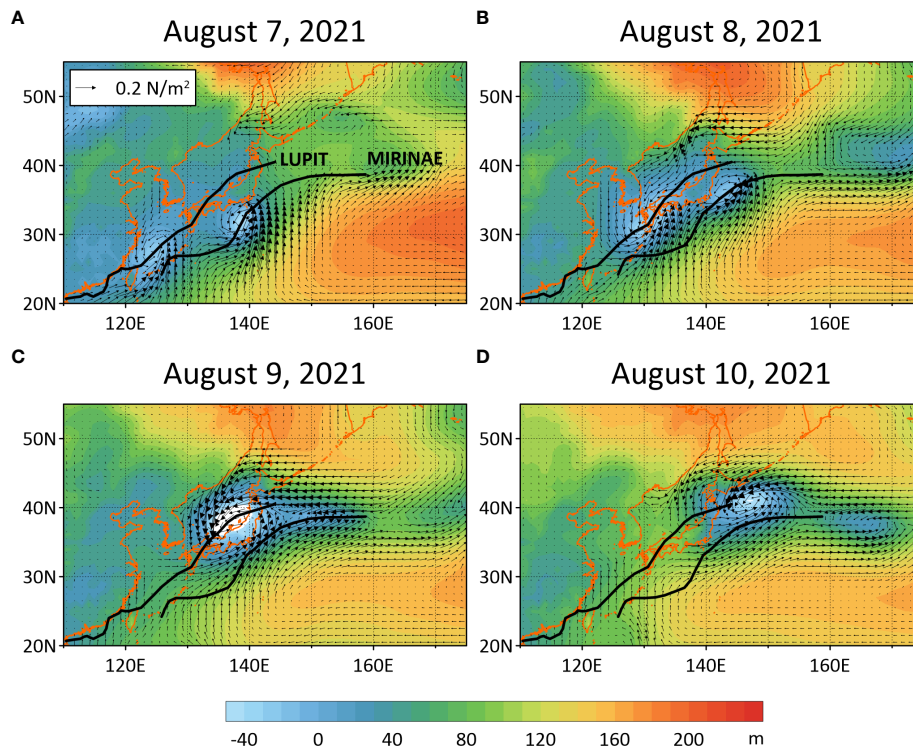 A
August 7, 2021
B
August 8, 2021
0.2 N/m²
LUPIT
MIRINAE
50N
40N
30N
20N
120E
140E
160E
50N
40N
30N
20N
120E
140E
160E
C
August 9, 2021
D
August 10, 2021
50N
40N
30N
20N
120E
140E
160E
50N
40N
30N
20N
120E
140E
160E
-40 0 40 80 120 160 200 m